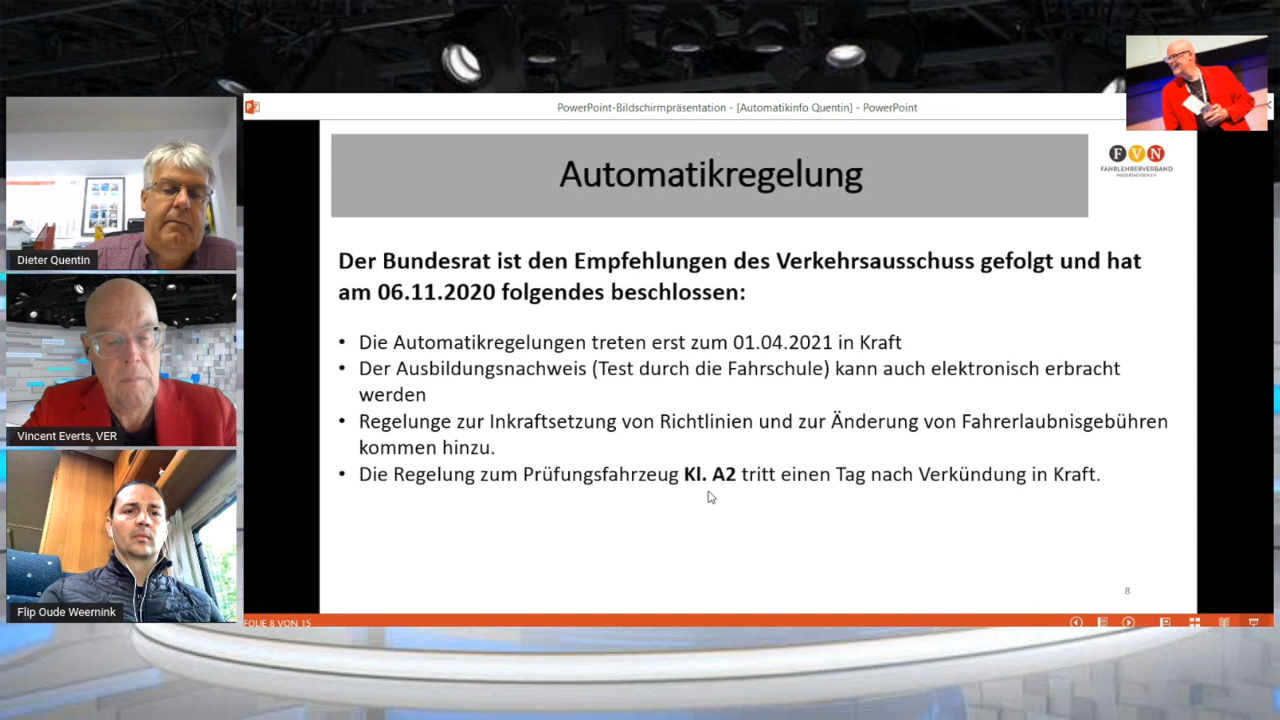 PowerPoint-Bildschirmpräsentation - [Automatikinfo Quentin] - PowerPoint
Automatikregelung
F V N
FAHRLEHRERVERBAND
NIEDERSACHSEN E.V.
Der Bundesrat ist den Empfehlungen des Verkehrsausschuss gefolgt und hat
am 06.11.2020 folgendes beschlossen:
• Die Automatikregelungen treten erst zum 01.04.2021 in Kraft
• Der Ausbildungsnachweis (Test durch die Fahrschule) kann auch elektronisch erbracht
werden
• Regelunge zur Inkraftsetzung von Richtlinien und zur Änderung von Fahrerlaubnisgebühren
kommen hinzu.
• Die Regelung zum Prüfungsfahrzeug Kl. A2 tritt einen Tag nach Verkündung in Kraft.
8
FOLIE 8 VON 15
Dieter Quentin
Vincent Everts, VER
Flip Oude Weernink